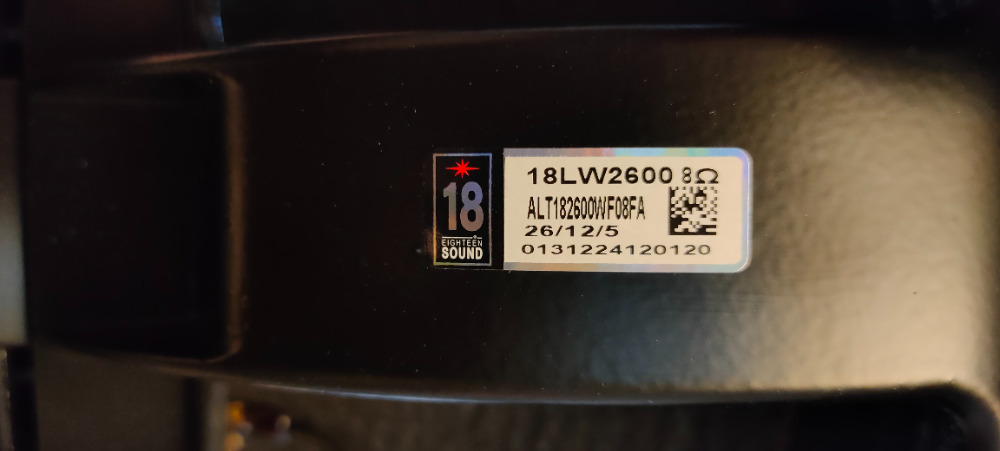 18
EIGHTEEN
SOUND
18LW2600 8Ω
ALT182600WF08FA
26/12/5
0131224120120